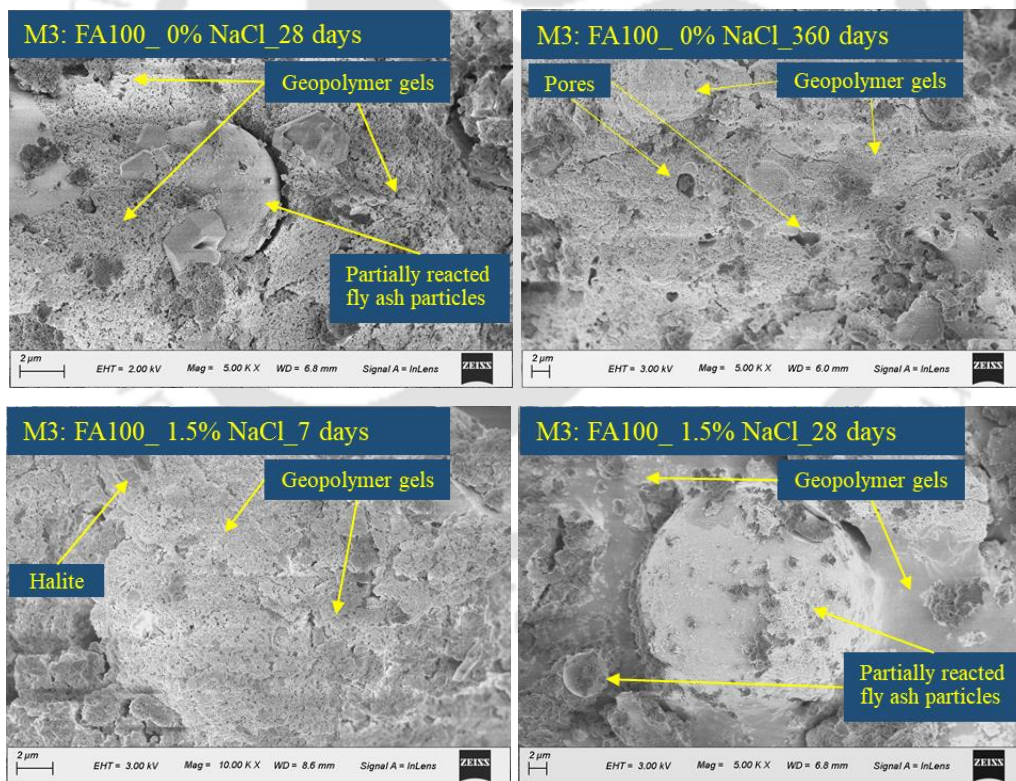 M3: FA100_ 0% NaCl_28 days
Geopolymer gels
Partially reacted
fly ash particles
2 µm
EHT = 2.00 kV Mag = 5.00 K X WD = 6.8 mm Signal A = InLens
ZEISS
M3: FA100_ 0% NaCl_360 days
Pores
Geopolymer gels
2 µm
EHT = 3.00 kV Mag = 5.00 K X WD = 6.0 mm Signal A = InLens
ZEISS
M3: FA100_ 1.5% NaCl_7 days
Geopolymer gels
Halite
2 µm
EHT = 3.00 kV Mag = 10.00 K X WD = 8.6 mm Signal A = InLens
ZEISS
M3: FA100_ 1.5% NaCl_28 days
Geopolymer gels
Partially reacted
fly ash particles
2 µm
EHT = 3.00 kV Mag = 5.00 K X WD = 6.8 mm Signal A = InLens
ZEISS